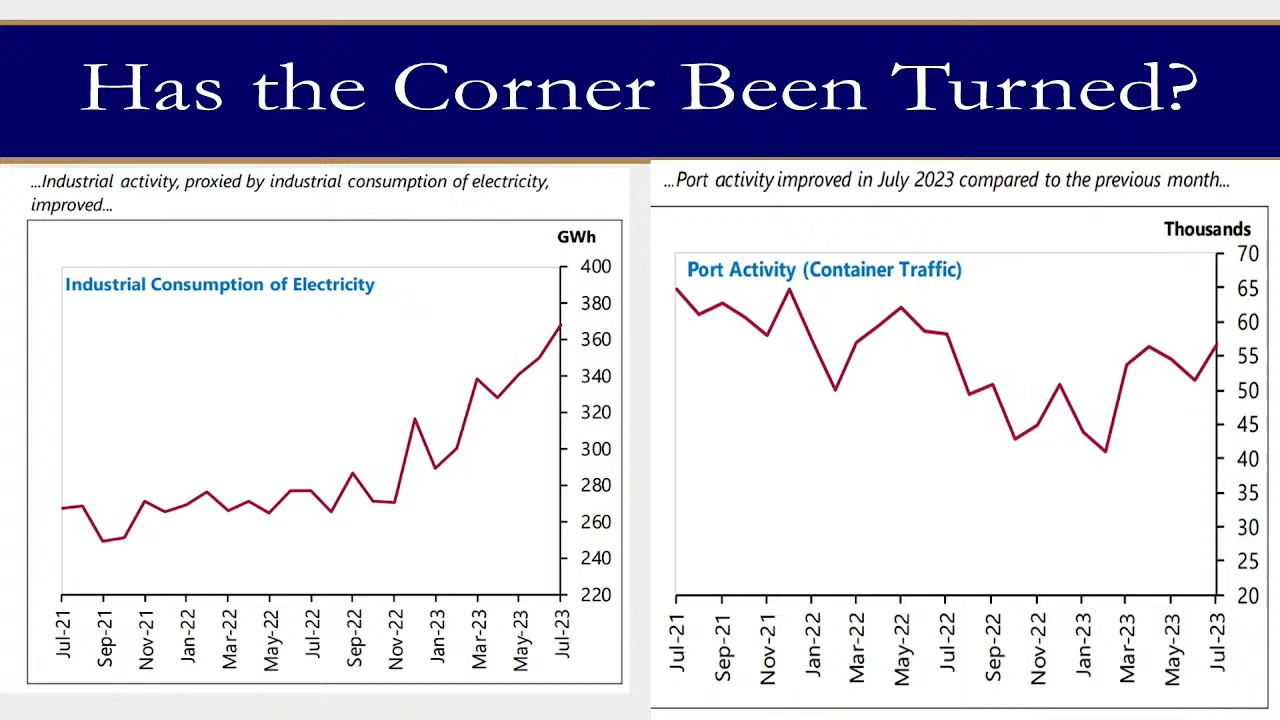 Has the Corner Been Turned?
...Industrial activity, proxied by industrial consumption of electricity,
improved...
GWh
Industrial Consumption of Electricity
400
380
360
340
320
300
280
260
240
220
Jul-21
Sep-21
Nov-21
Jan-22
Mar-22
May-22
Jul-22
Sep-22
Nov-22
Jan-23
Mar-23
May-23
Jul-23
...Port activity improved in July 2023 compared to the previous month...
Thousands
Port Activity (Container Traffic)
70
65
60
55
50
45
40
35
30
25
20
Jul-21
Sep-21
Nov-21
Jan-22
Mar-22
May-22
Jul-22
Sep-22
Nov-22
Jan-23
Mar-23
May-23
Jul-23